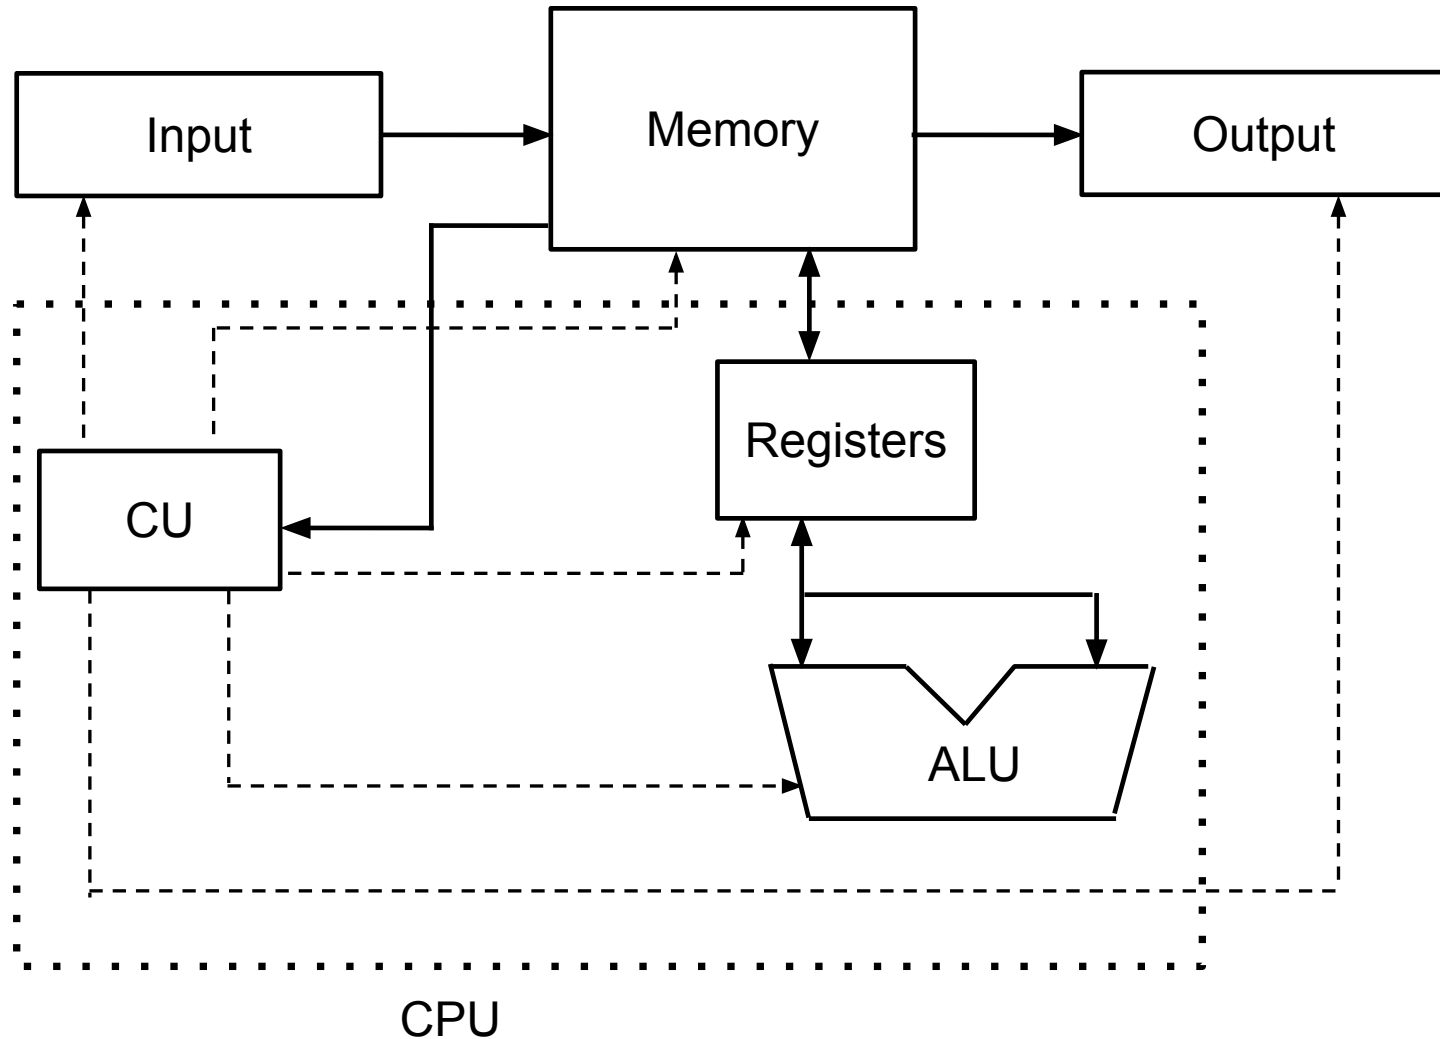 Input
Memory
Output
Registers
CU
ALU
CPU